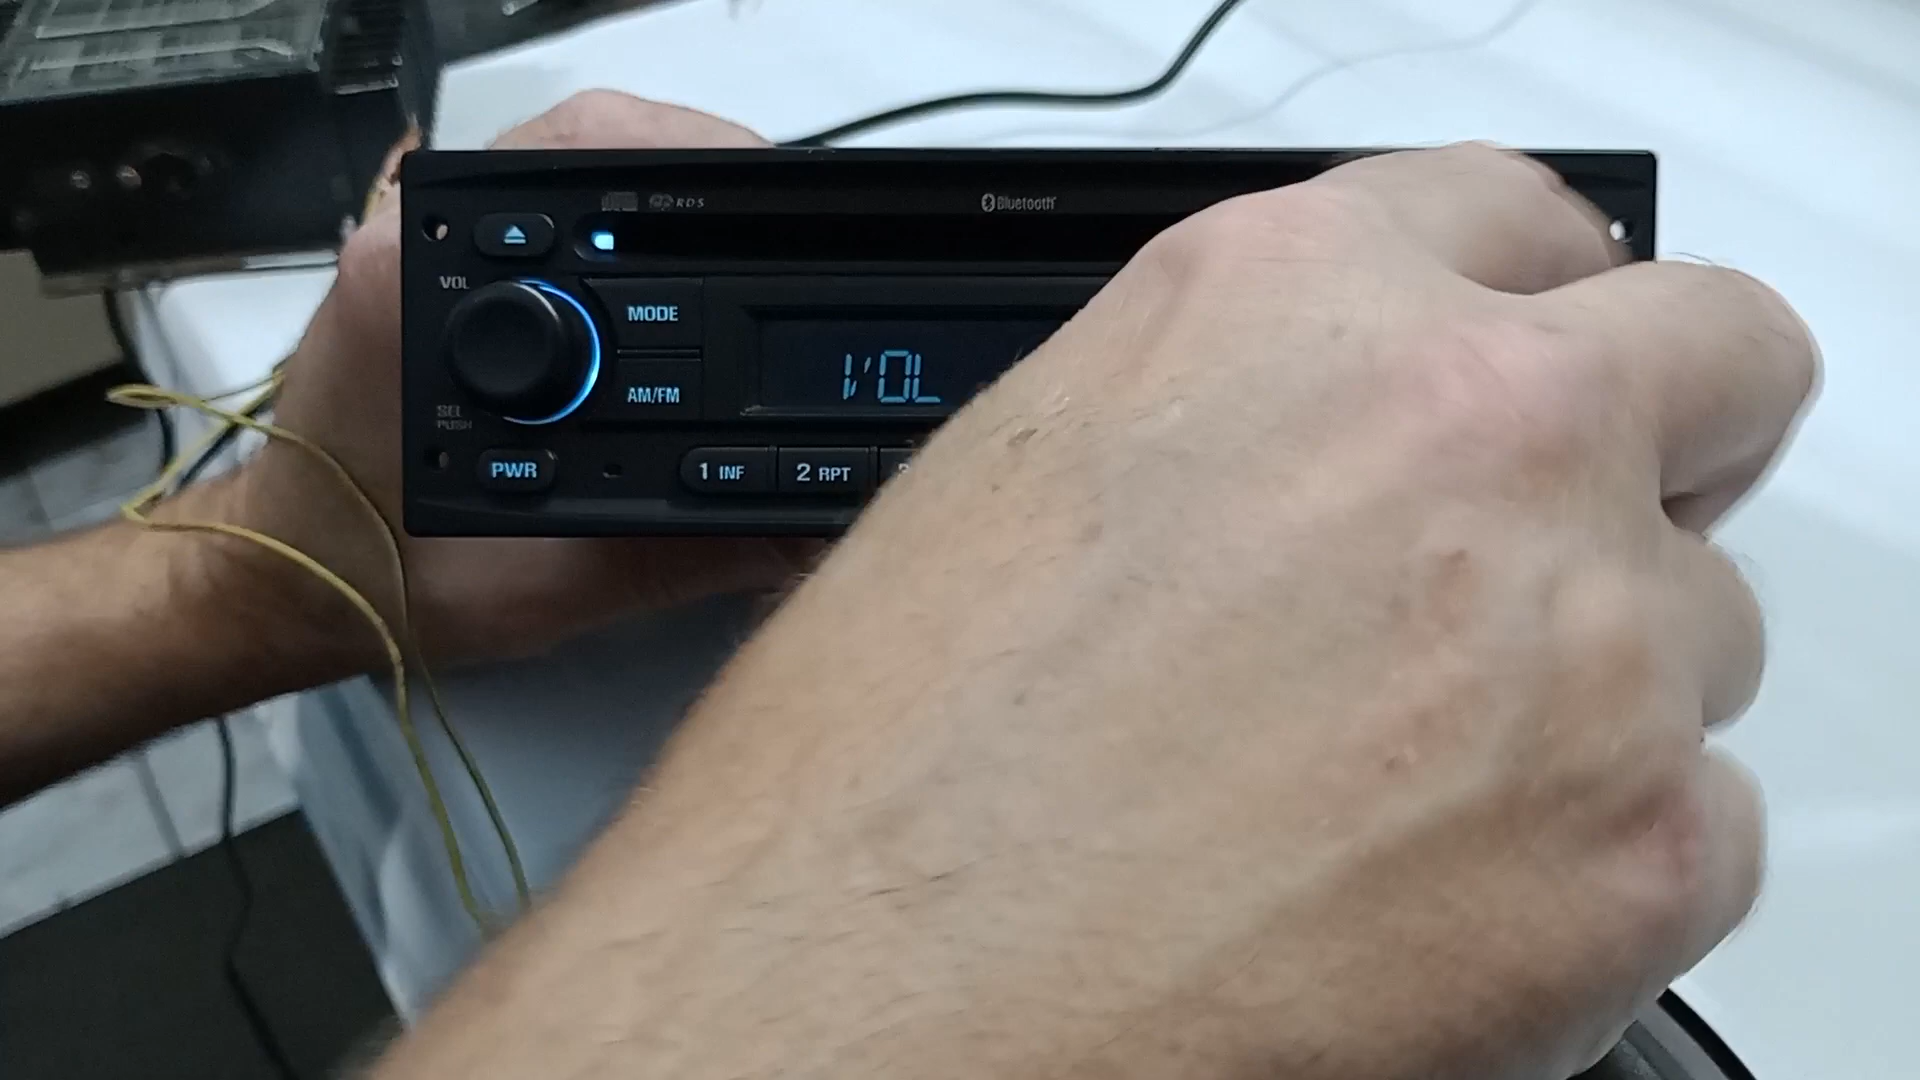 RDS
Bluetooth
VOL
MODE
VOL
AM/FM
SEL
PUSH
PWR
1 INF
2 RPT